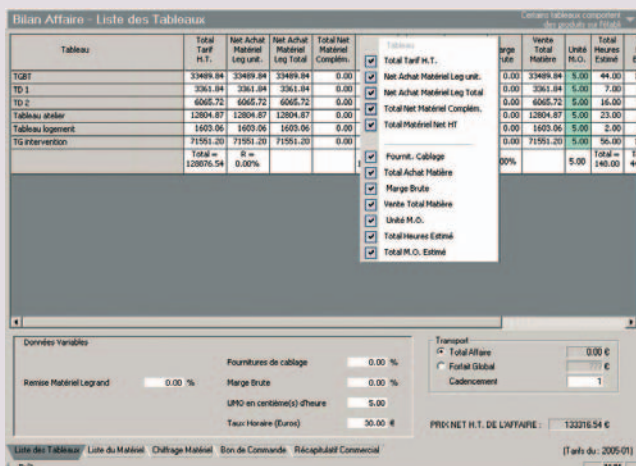 Bilan Affaire - Liste des Tableaux
Certains tableaux comportent
des produits sur l'établi
Tableau
Total Tarif H.T.
Net Achat Matériel Leg unit.
Net Achat Matériel Leg Total
Total Net Matériel Complém.
Vente Total Matière
Unité M.O.
Total Heures Estimé
TGBT 33489.84 33489.84 33489.84 0.00 0.00 33489.84 5.00 44.00
TD 1 3361.84 3361.84 3361.84 0.00 0.00 3361.84 5.00 7.00
TD 2 6065.72 6065.72 6065.72 0.00 0.00 6065.72 5.00 16.00
Tableau atelier 12804.87 12804.87 12804.87 0.00 0.00 12804.87 5.00 23.00
Tableau logement 1603.06 1603.06 1603.06 0.00 0.00 1603.06 5.00 2.00
TG intervention 71551.20 71551.20 71551.20 0.00 0.00 71551.20 5.00 56.00
Total = 128876.54 R = 0.00% 00% 5.00 Total = 148.00
Tableau
Total Tarif H.T.
Net Achat Matériel Leg unit.
Net Achat Matériel Leg Total
Total Net Matériel Complém.
Total Matériel Net HT
Fournit. Cablage
Total Achat Matière
Marge Brute
Vente Total Matière
Unité M.O.
Total Heures Estimé
Total M.O. Estimé
Données Variables
Remise Matériel Legrand 0.00 %
Fournitures de cablage 0.00 %
Marge Brute 0.00 %
UMO en centième(s) d'heure 5.00
Taux Horaire (Euros) 30.00 €
Transport
Total Affaire 0.00 €
Forfait Global €
Cadencement 1
PRIX NET H.T. DE L'AFFAIRE : 133316.54 €
Liste des Tableaux Liste du Matériel Chiffrage Matériel Bon de Commande Récapitulatif Commercial
(Tarifs du : 2005-01)